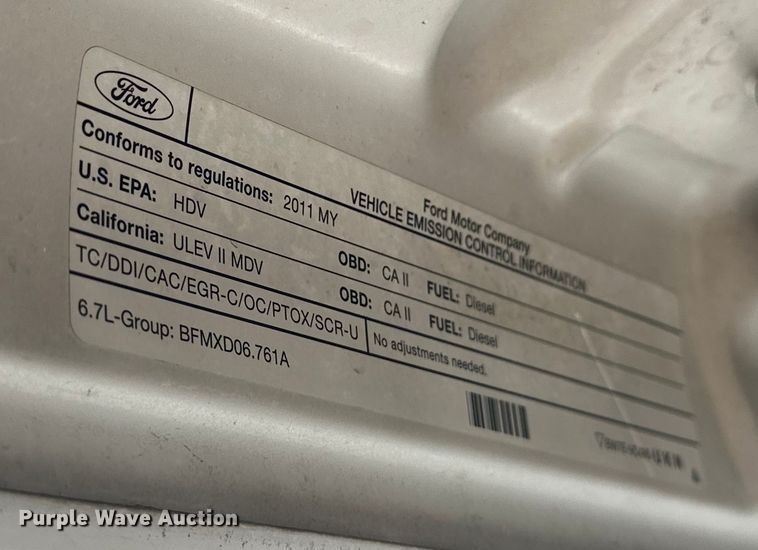 Ford
Ford Motor Company
VEHICLE EMISSION CONTROL INFORMATION
Conforms to regulations: 2011 MY
U.S. EPA: HDV OBD: CA II FUEL: Diesel
California: ULEV II MDV OBD: CA II FUEL: Diesel
TC/DDI/CAC/EGR-C/OC/PTOX/SCR-U No adjustments needed.
6.7L-Group: BFMXD06.761A
Purple Wave Auction